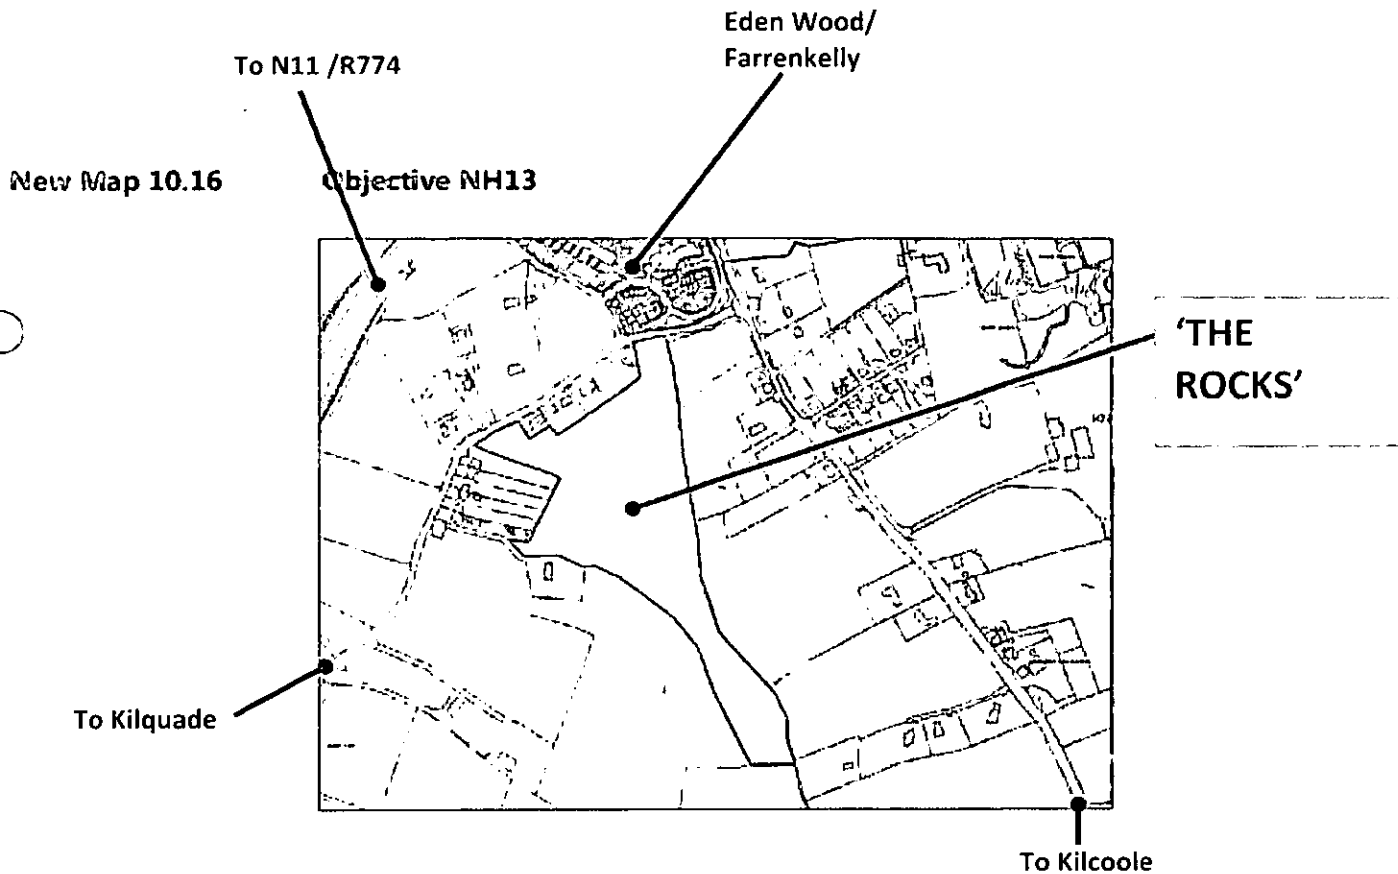 Eden Wood/
Farrenkelly
To N11 /R774
New Map 10.16 Objective NH13
'THE
ROCKS'
To Kilquade
To Kilcoole